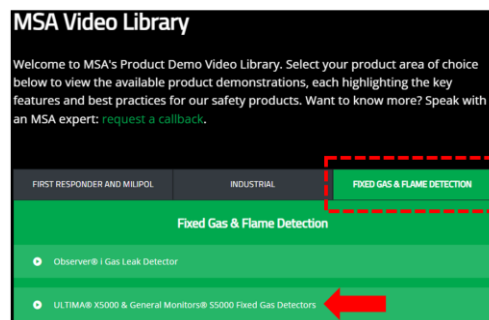 MSA Video Library
Welcome to MSA's Product Demo Video Library. Select your product area of choice
below to view the available product demonstrations, each highlighting the key
features and best practices for our safety products. Want to know more? Speak with
an MSA expert: request a callback.
FIRST RESPONDER AND MILIPOL
INDUSTRIAL
FIXED GAS & FLAME DETECTION
Fixed Gas & Flame Detection
Observer® i Gas Leak Detector
ULTIMA® X5000 & General Monitors® S5000 Fixed Gas Detectors